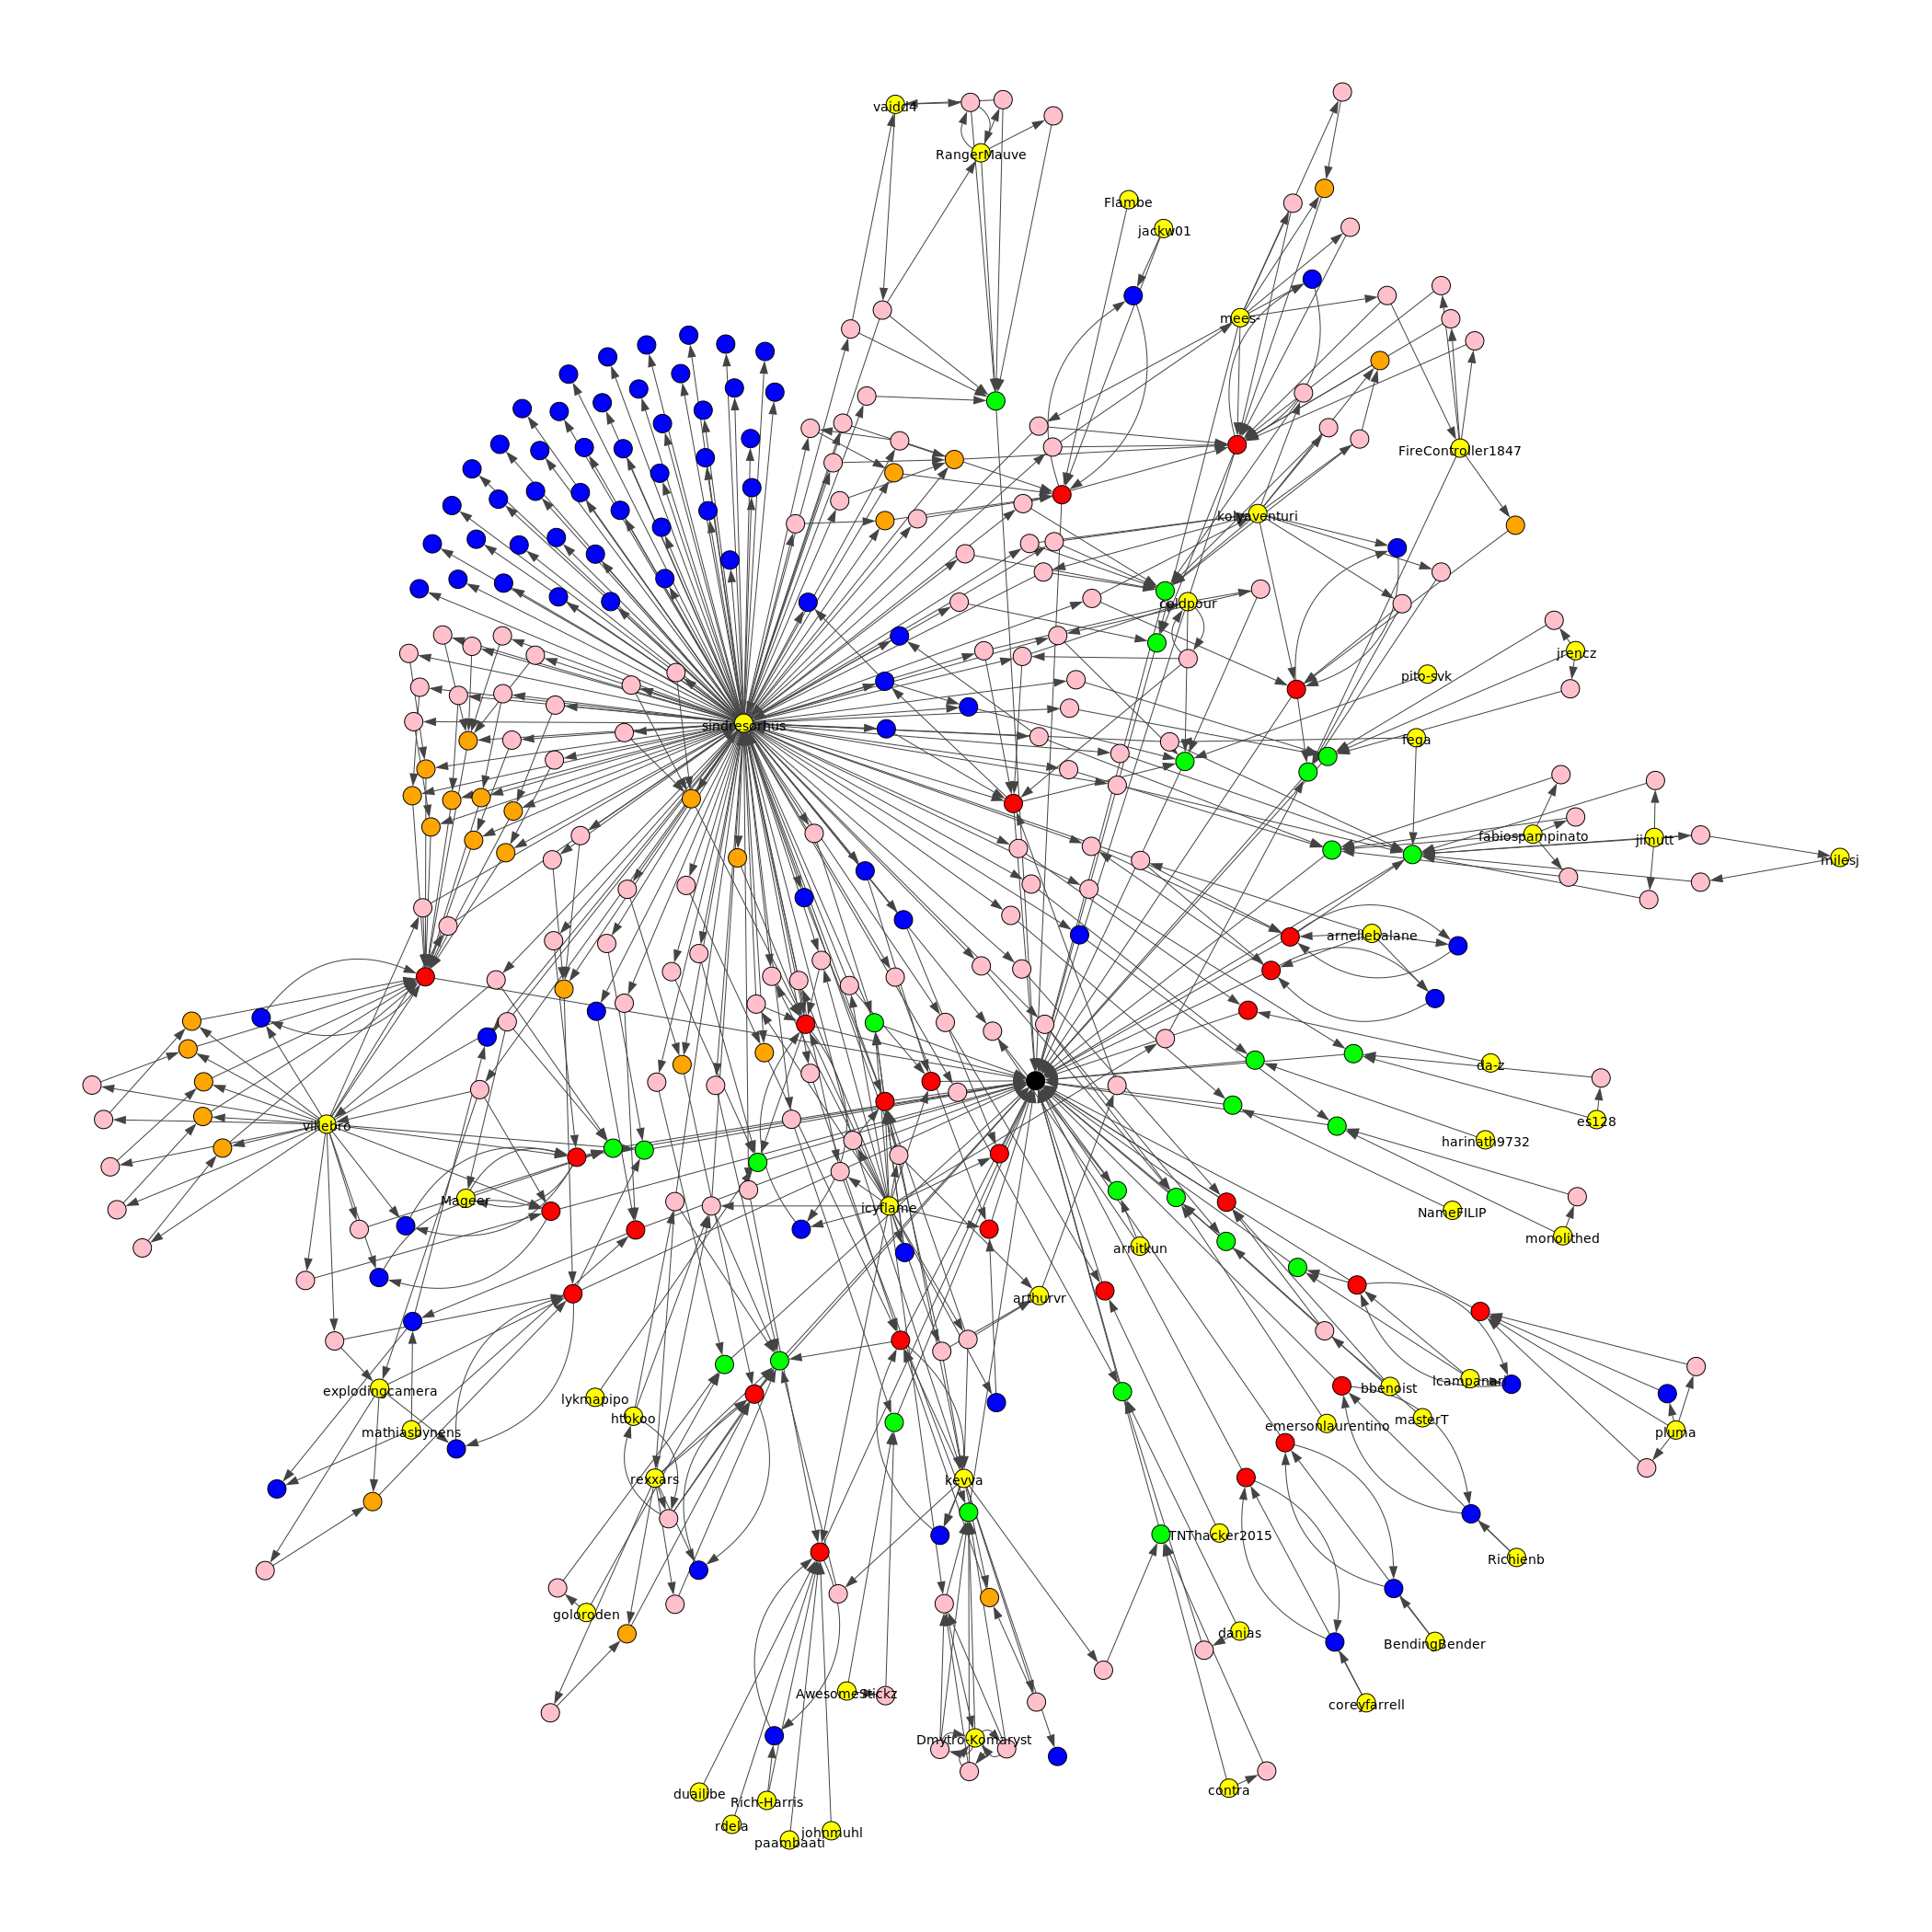 vaidd4
RangerMauve
Flambe
jackw01
mees-
FireController1847
kolyaventuri
coldpour
jrencz
pito-svk
sindresorhus
fega
fabiospampinato
jimutt
milesj
arnellebalane
da-z
villebro
es128
harinath9732
Mageer
icyflame
NameFILIP
monolithed
arnitkun
arthurvr
lcampanari
explodingcamera
bbenoist
lykmapipo
htbkoo
masterT
emersonlaurentino
mathiasbynens
pluma
rexxars
kevva
TNThacker2015
Richienb
goloroden
danias
BendingBender
AwesomeStickz
coreyfarrell
Dmytro-Komaryst
duailibe
Rich-Harris
contra
rdela
johnmuhl
paambaati